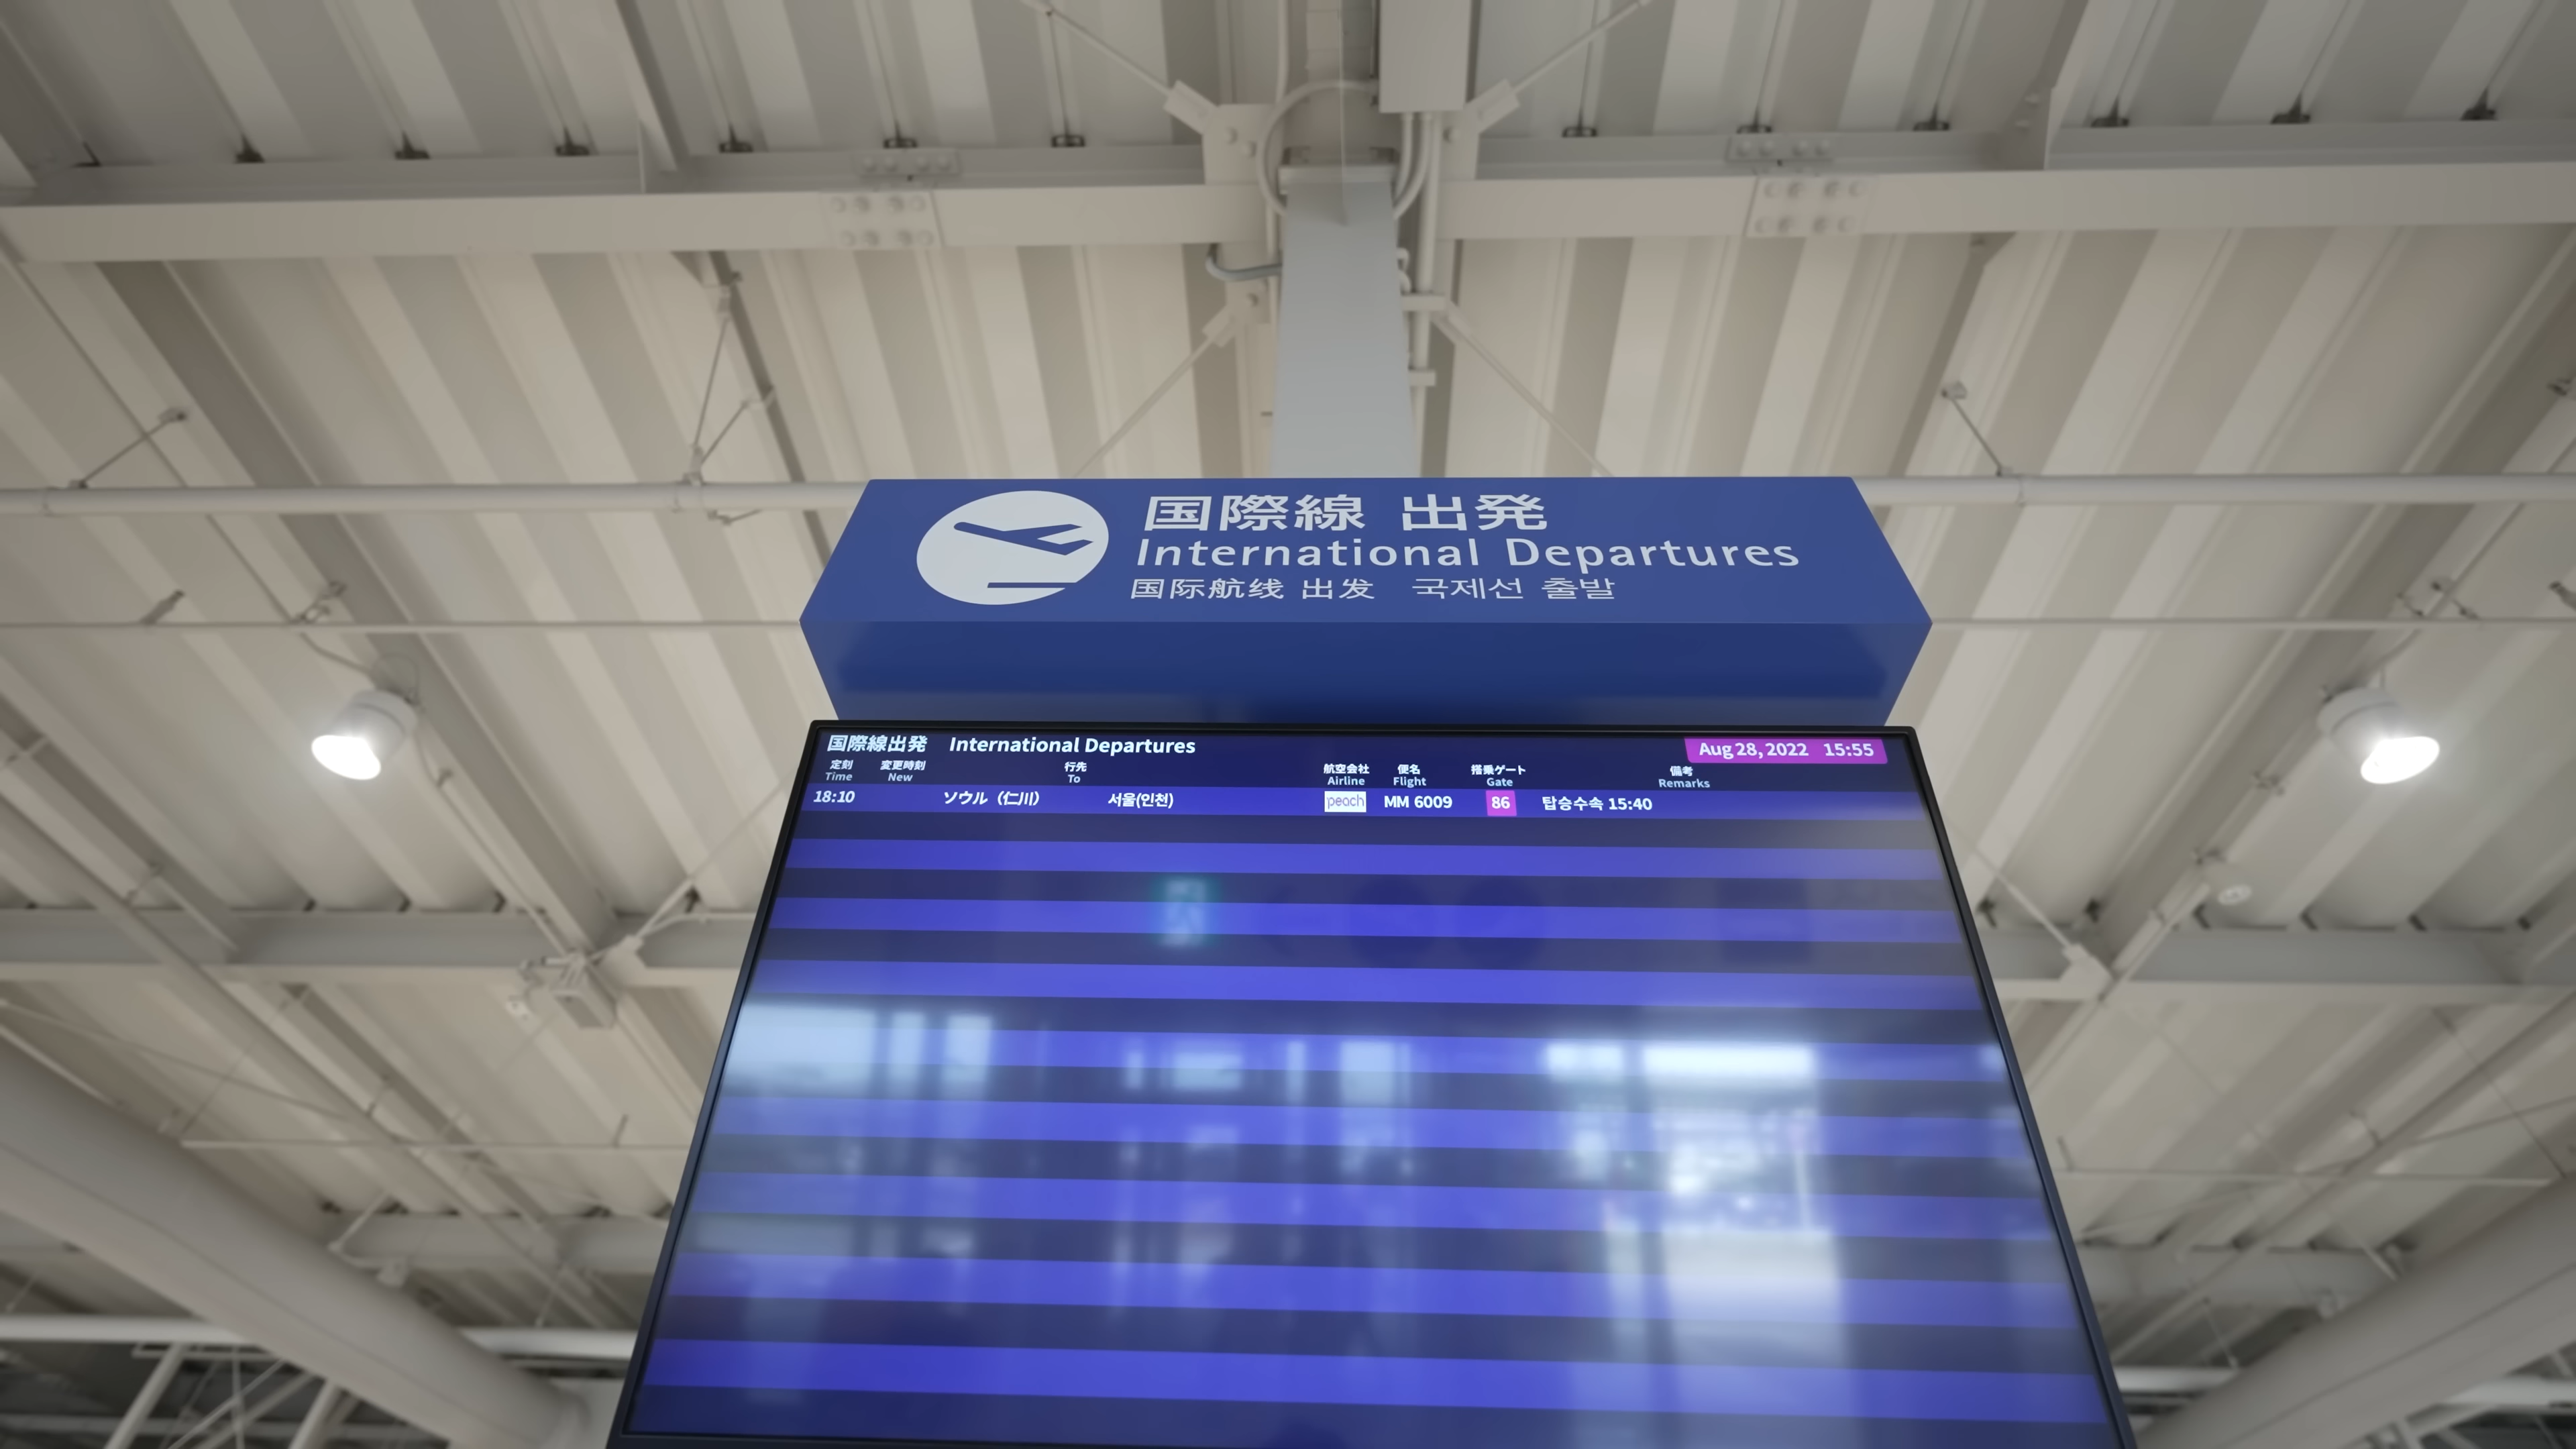 国際線 出発
International Departures
国际航线 出发 국제선 출발
国際線出発 International Departures Aug 28, 2022 15:55
定刻 変更時刻 行先 航空会社 便名 搭乗ゲート 備考
Time New To Airline Flight Gate Remarks
18:10 ソウル（仁川） 서울(인천) peach MM 6009 86 탑승수속 15:40